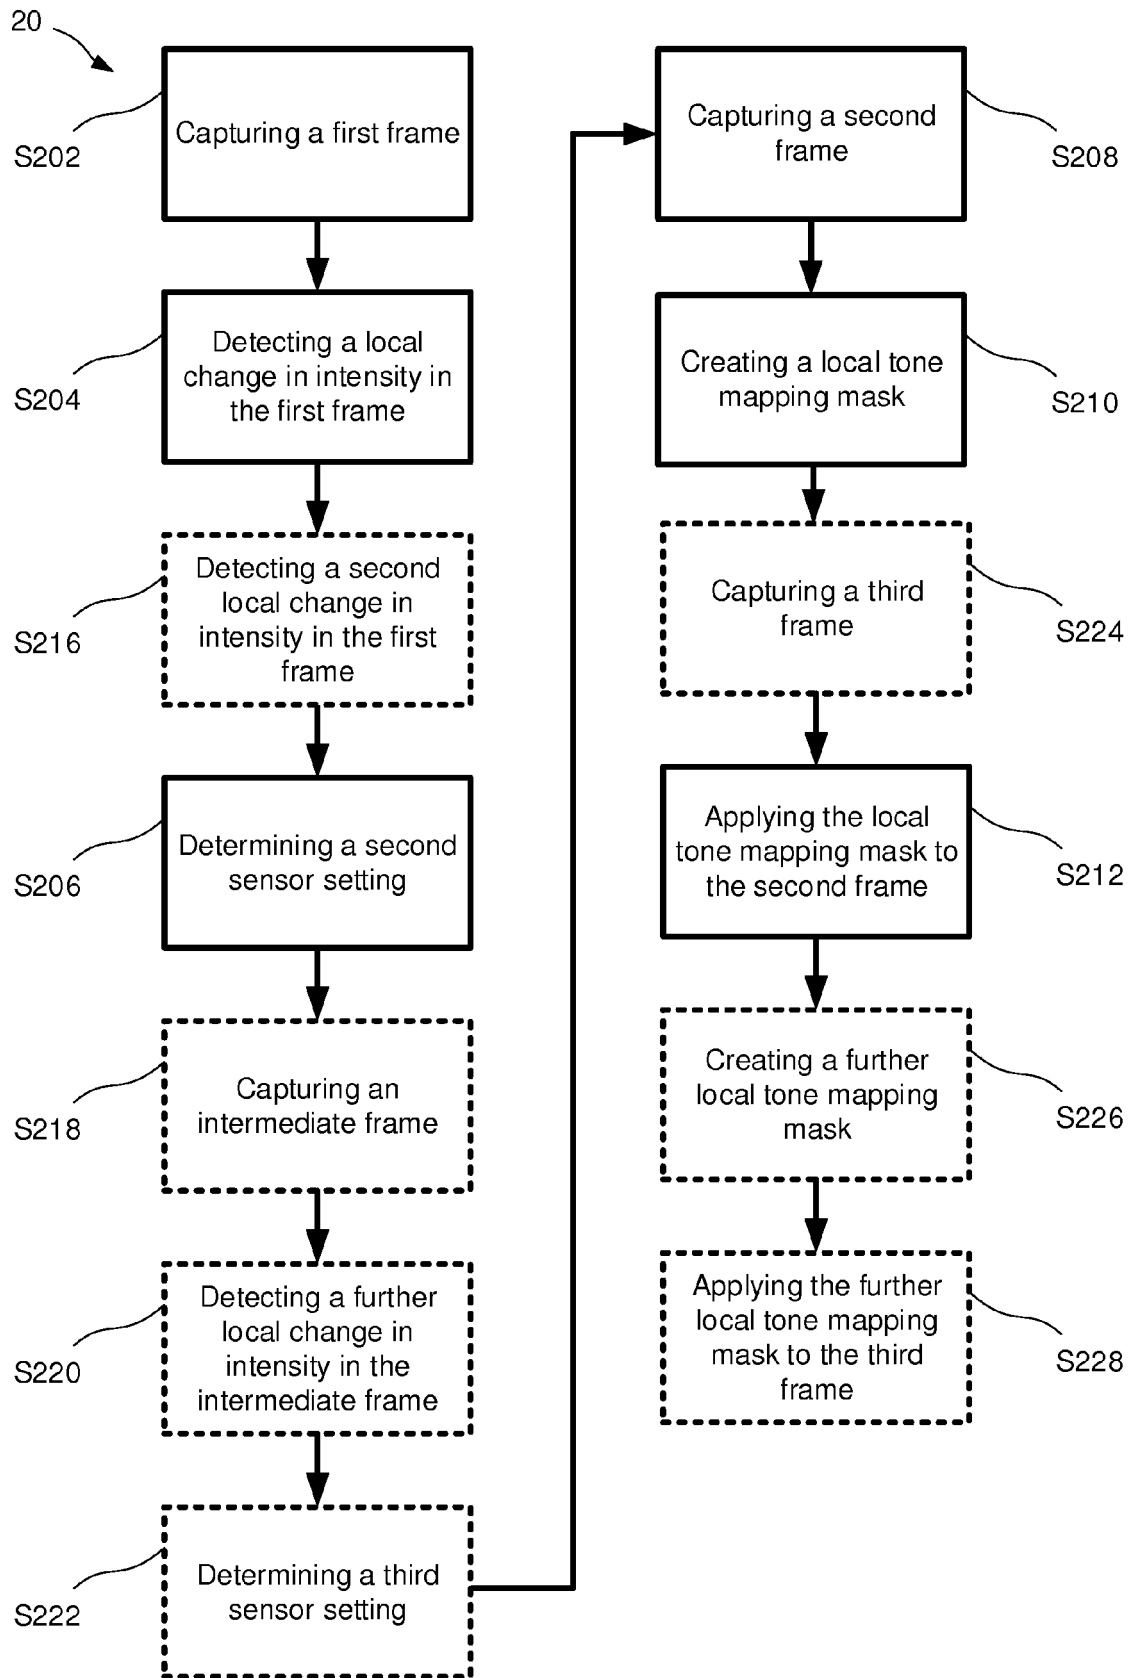 20
S202
Capturing a first frame
S204
Detecting a local
change in intensity in
the first frame
S216
Detecting a second
local change in
intensity in the first
frame
S206
Determining a second
sensor setting
S218
Capturing an
intermediate frame
S220
Detecting a further
local change in
intensity in the
intermediate frame
S222
Determining a third
sensor setting
Capturing a second
frame
S208
Creating a local tone
mapping mask
S210
Capturing a third
frame
S224
Applying the local
tone mapping mask to
the second frame
S212
Creating a further
local tone mapping
mask
S226
Applying the further
local tone mapping
mask to the third
frame
S228